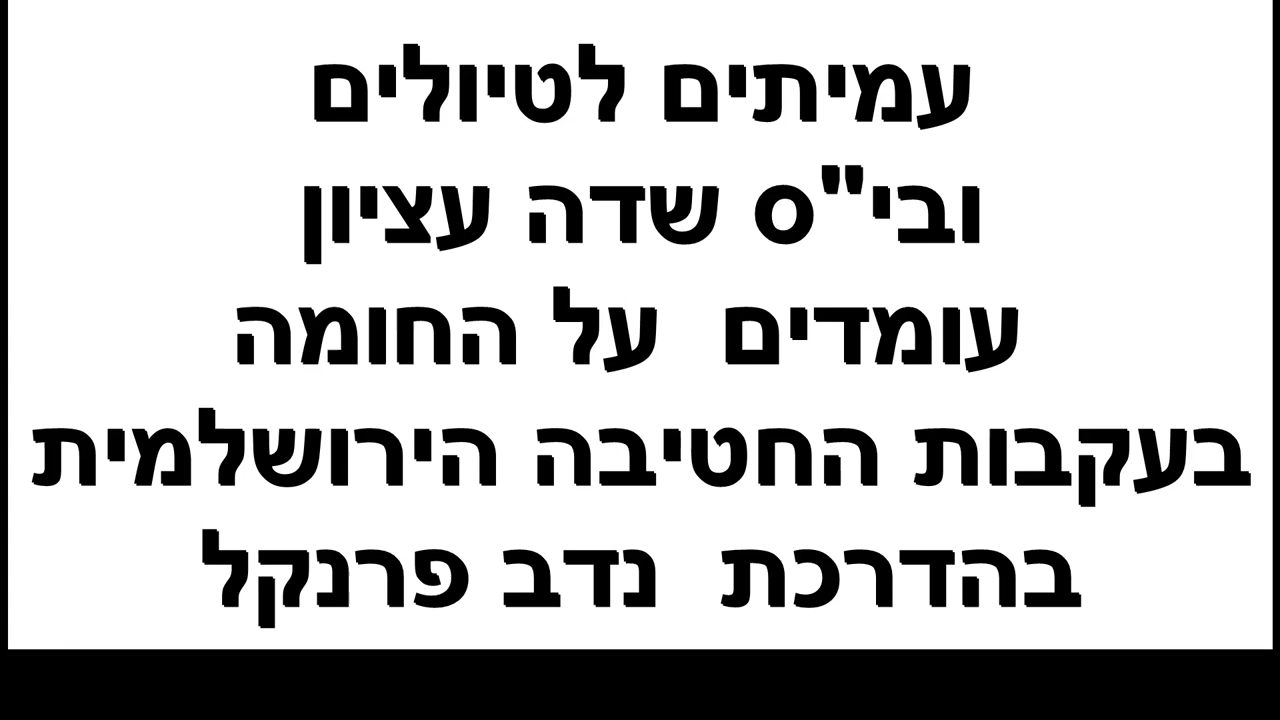 עמיתים לטיולים
ובי"ס שדה עציון
עומדים על החומה
בעקבות החטיבה הירושלמית
בהדרכת נדב פרנקל